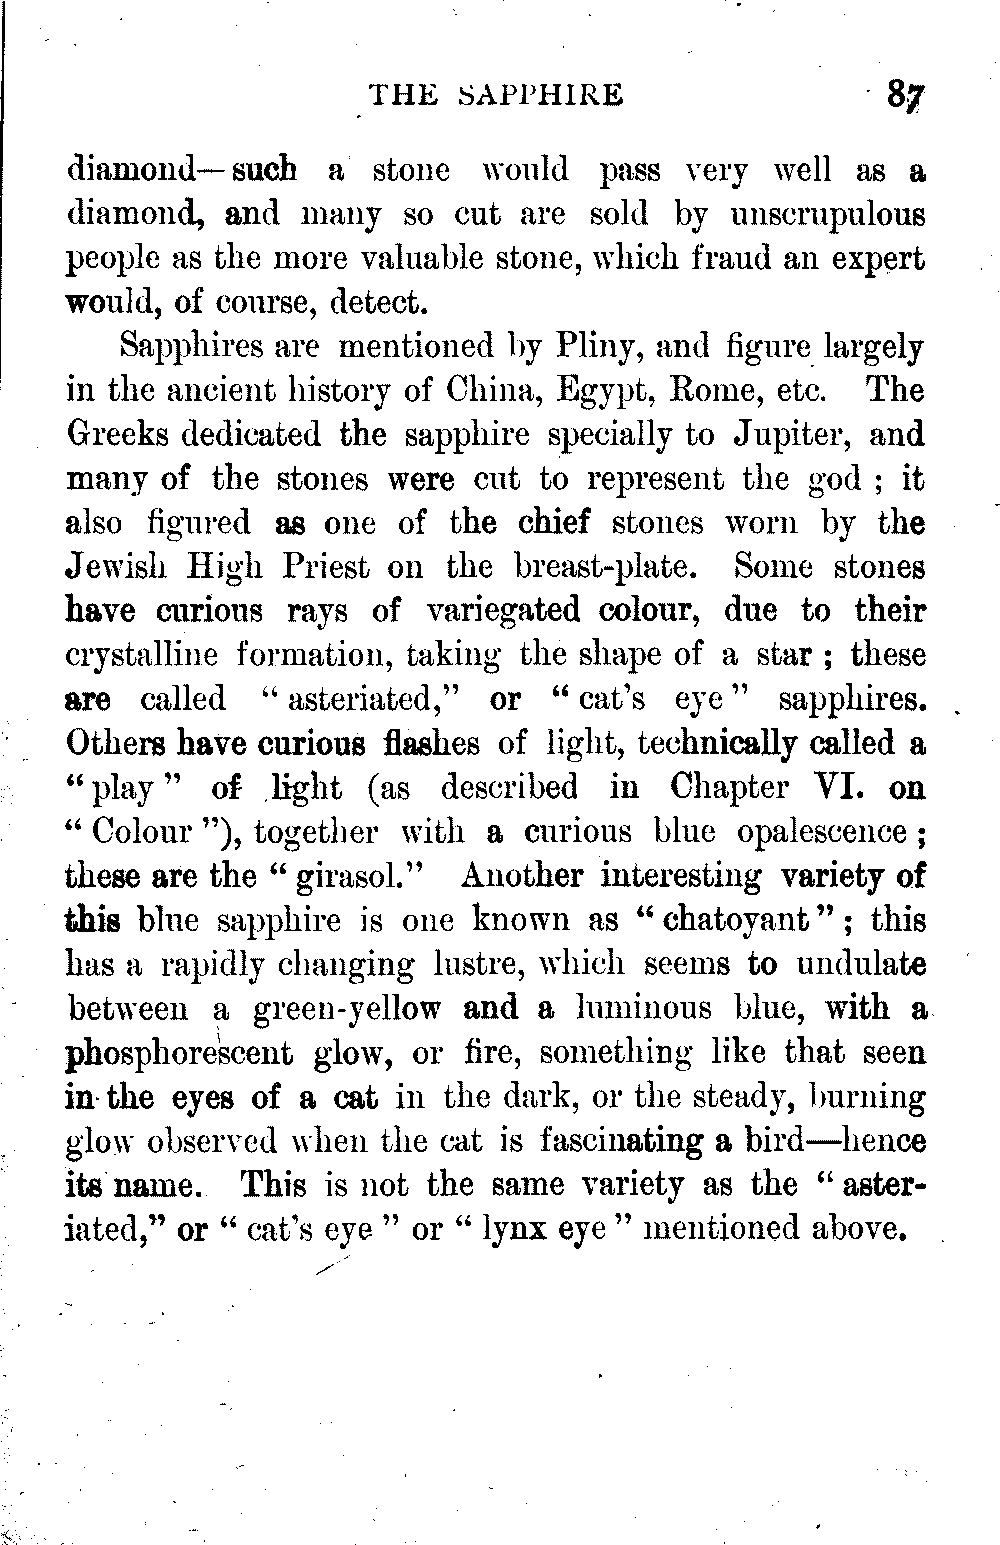 THE SAPPHIRE 87
diamond—such a stone would pass very well as a
diamond, and many so cut are sold by unscrupulous
people as the more valuable stone, which fraud an expert
would, of course, detect.
Sapphires are mentioned by Pliny, and figure largely
in the ancient history of China, Egypt, Rome, etc. The
Greeks dedicated the sapphire specially to Jupiter, and
many of the stones were cut to represent the god ; it
also figured as one of the chief stones worn by the
Jewish High Priest on the breast-plate. Some stones
have curious rays of variegated colour, due to their
crystalline formation, taking the shape of a star ; these
are called “ asteriated,” or “ cat’s eye ” sapphires.
Others have curious flashes of light, technically called a
“ play ” of light (as described in Chapter VI. on
“ Colour ”), together with a curious blue opalescence ;
these are the “ girasol.” Another interesting variety of
this blue sapphire is one known as “ chatoyant ” ; this
has a rapidly changing lustre, which seems to undulate
between a green-yellow and a luminous blue, with a
phosphorescent glow, or fire, something like that seen
in the eyes of a cat in the dark, or the steady, burning
glow observed when the cat is fascinating a bird—hence
its name. This is not the same variety as the “ aster-
iated,” or “ cat’s eye ” or “ lynx eye ” mentioned above.